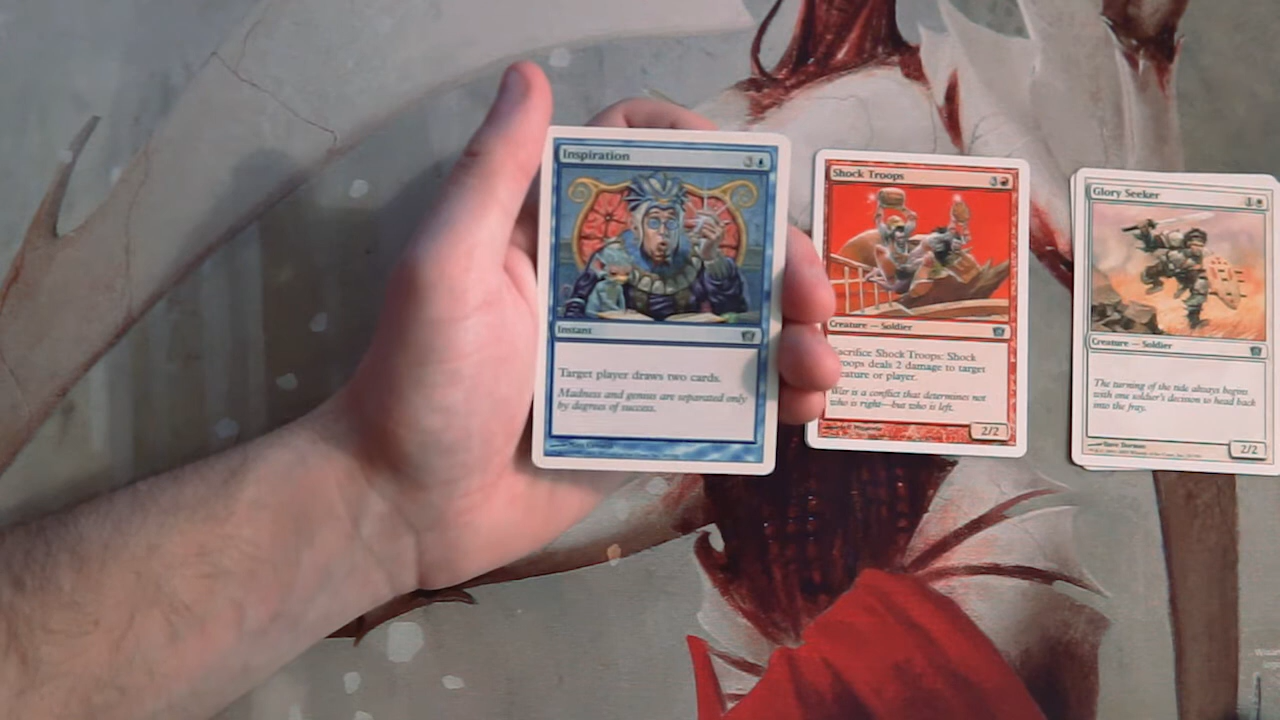 Inspiration
3
Instant
Target player draws two cards.
Madness and genius are separated only
by degrees of success.
Shock Troops
3
Creature — Soldier
Sacrifice Shock Troops: Shock
Troops deals 2 damage to target
creature or player.
War is a conflict that determines not
who is right—but who is left.
2/2
Glory Seeker
1
Creature — Soldier
The turning of the tide always begins
with one soldier's decision to head back
into the fray.
2/2